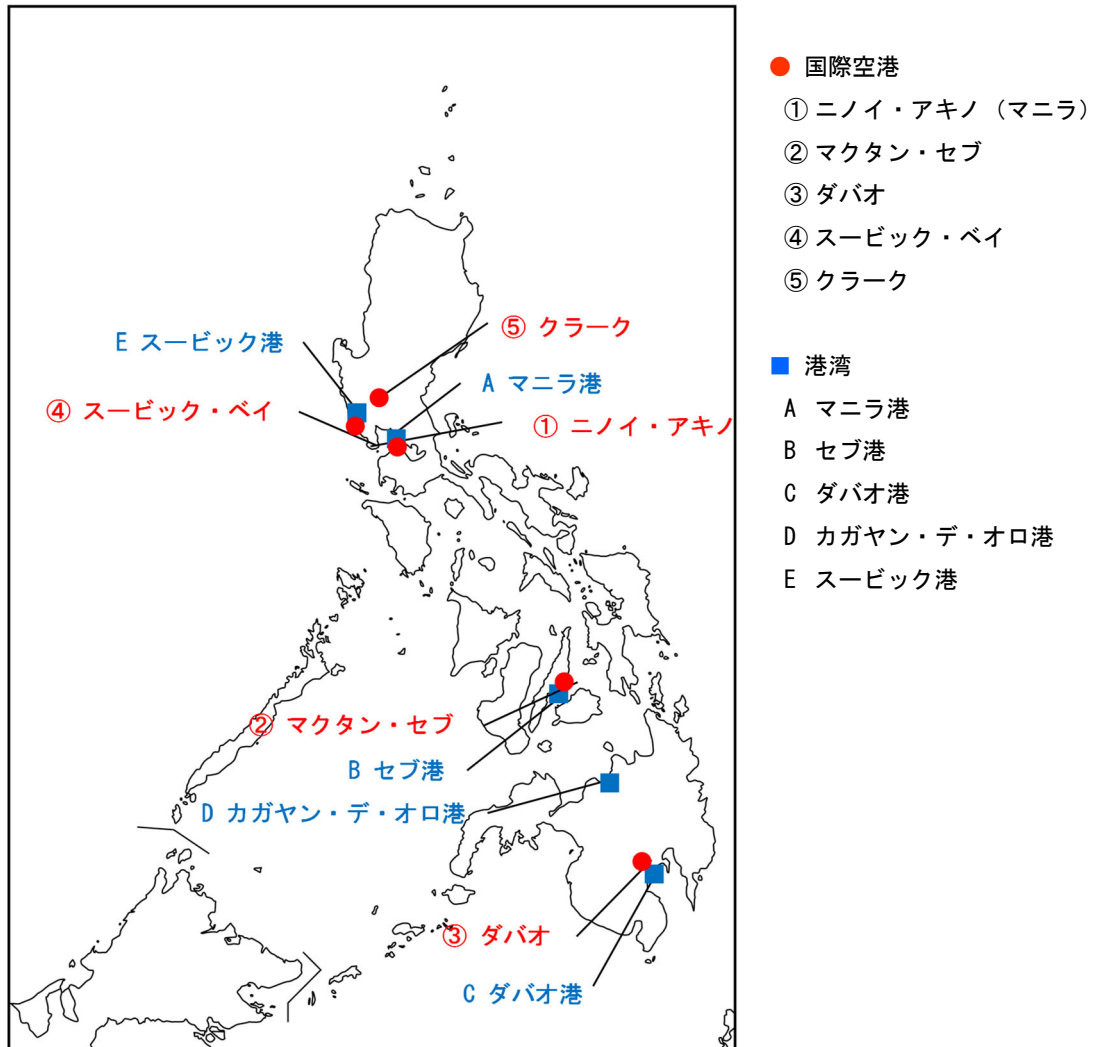 E スービック港
⑤ クラーク
A マニラ港
④ スービック・ベイ
① ニノイ・アキノ
② マクタン・セブ
B セブ港
D カガヤン・デ・オロ港
③ ダバオ
C ダバオ港
国際空港
① ニノイ・アキノ（マニラ）
② マクタン・セブ
③ ダバオ
④ スービック・ベイ
⑤ クラーク
港湾
A マニラ港
B セブ港
C ダバオ港
D カガヤン・デ・オロ港
E スービック港